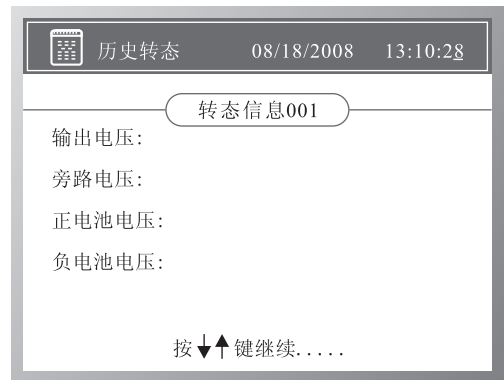 历史转态 08/18/2008 13:10:28
转态信息001
输出电压:
旁路电压:
正电池电压:
负电池电压:
按↓↑键继续.....